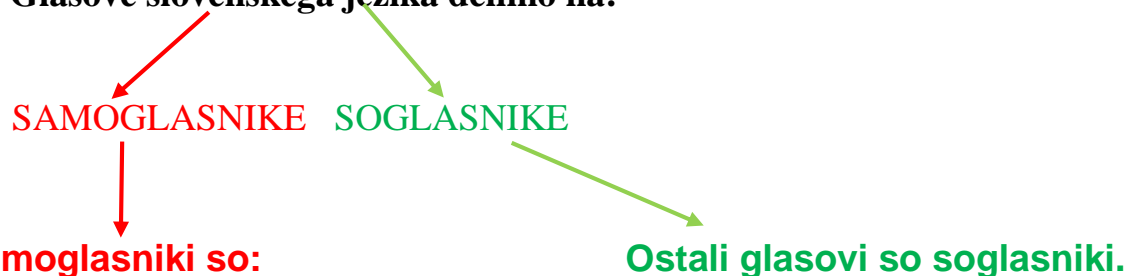 Glasove slovenskega jezika delimo na:
SAMOGLASNIKE SOGLASNIKE
moglasniki so: Ostali glasovi so soglasniki.